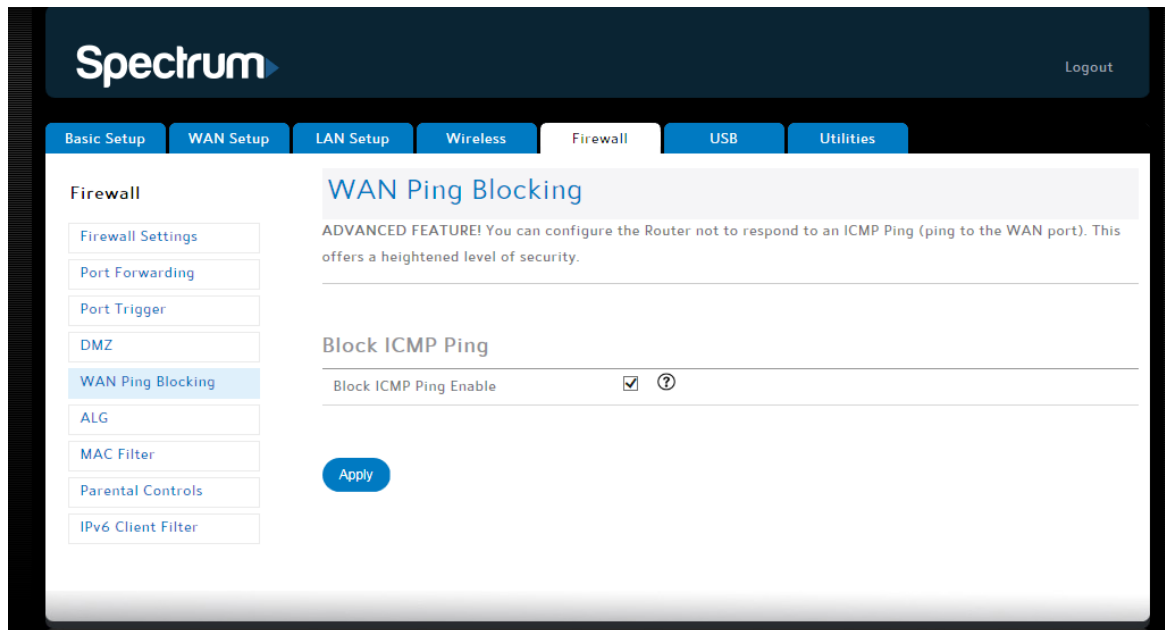 Spectrum
Logout
Basic Setup
WAN Setup
LAN Setup
Wireless
Firewall
USB
Utilities
Firewall
Firewall Settings
Port Forwarding
Port Trigger
DMZ
WAN Ping Blocking
ALG
MAC Filter
Parental Controls
IPv6 Client Filter
WAN Ping Blocking
ADVANCED FEATURE! You can configure the Router not to respond to an ICMP Ping (ping to the WAN port). This
offers a heightened level of security.
Block ICMP Ping
Block ICMP Ping Enable
?
Apply